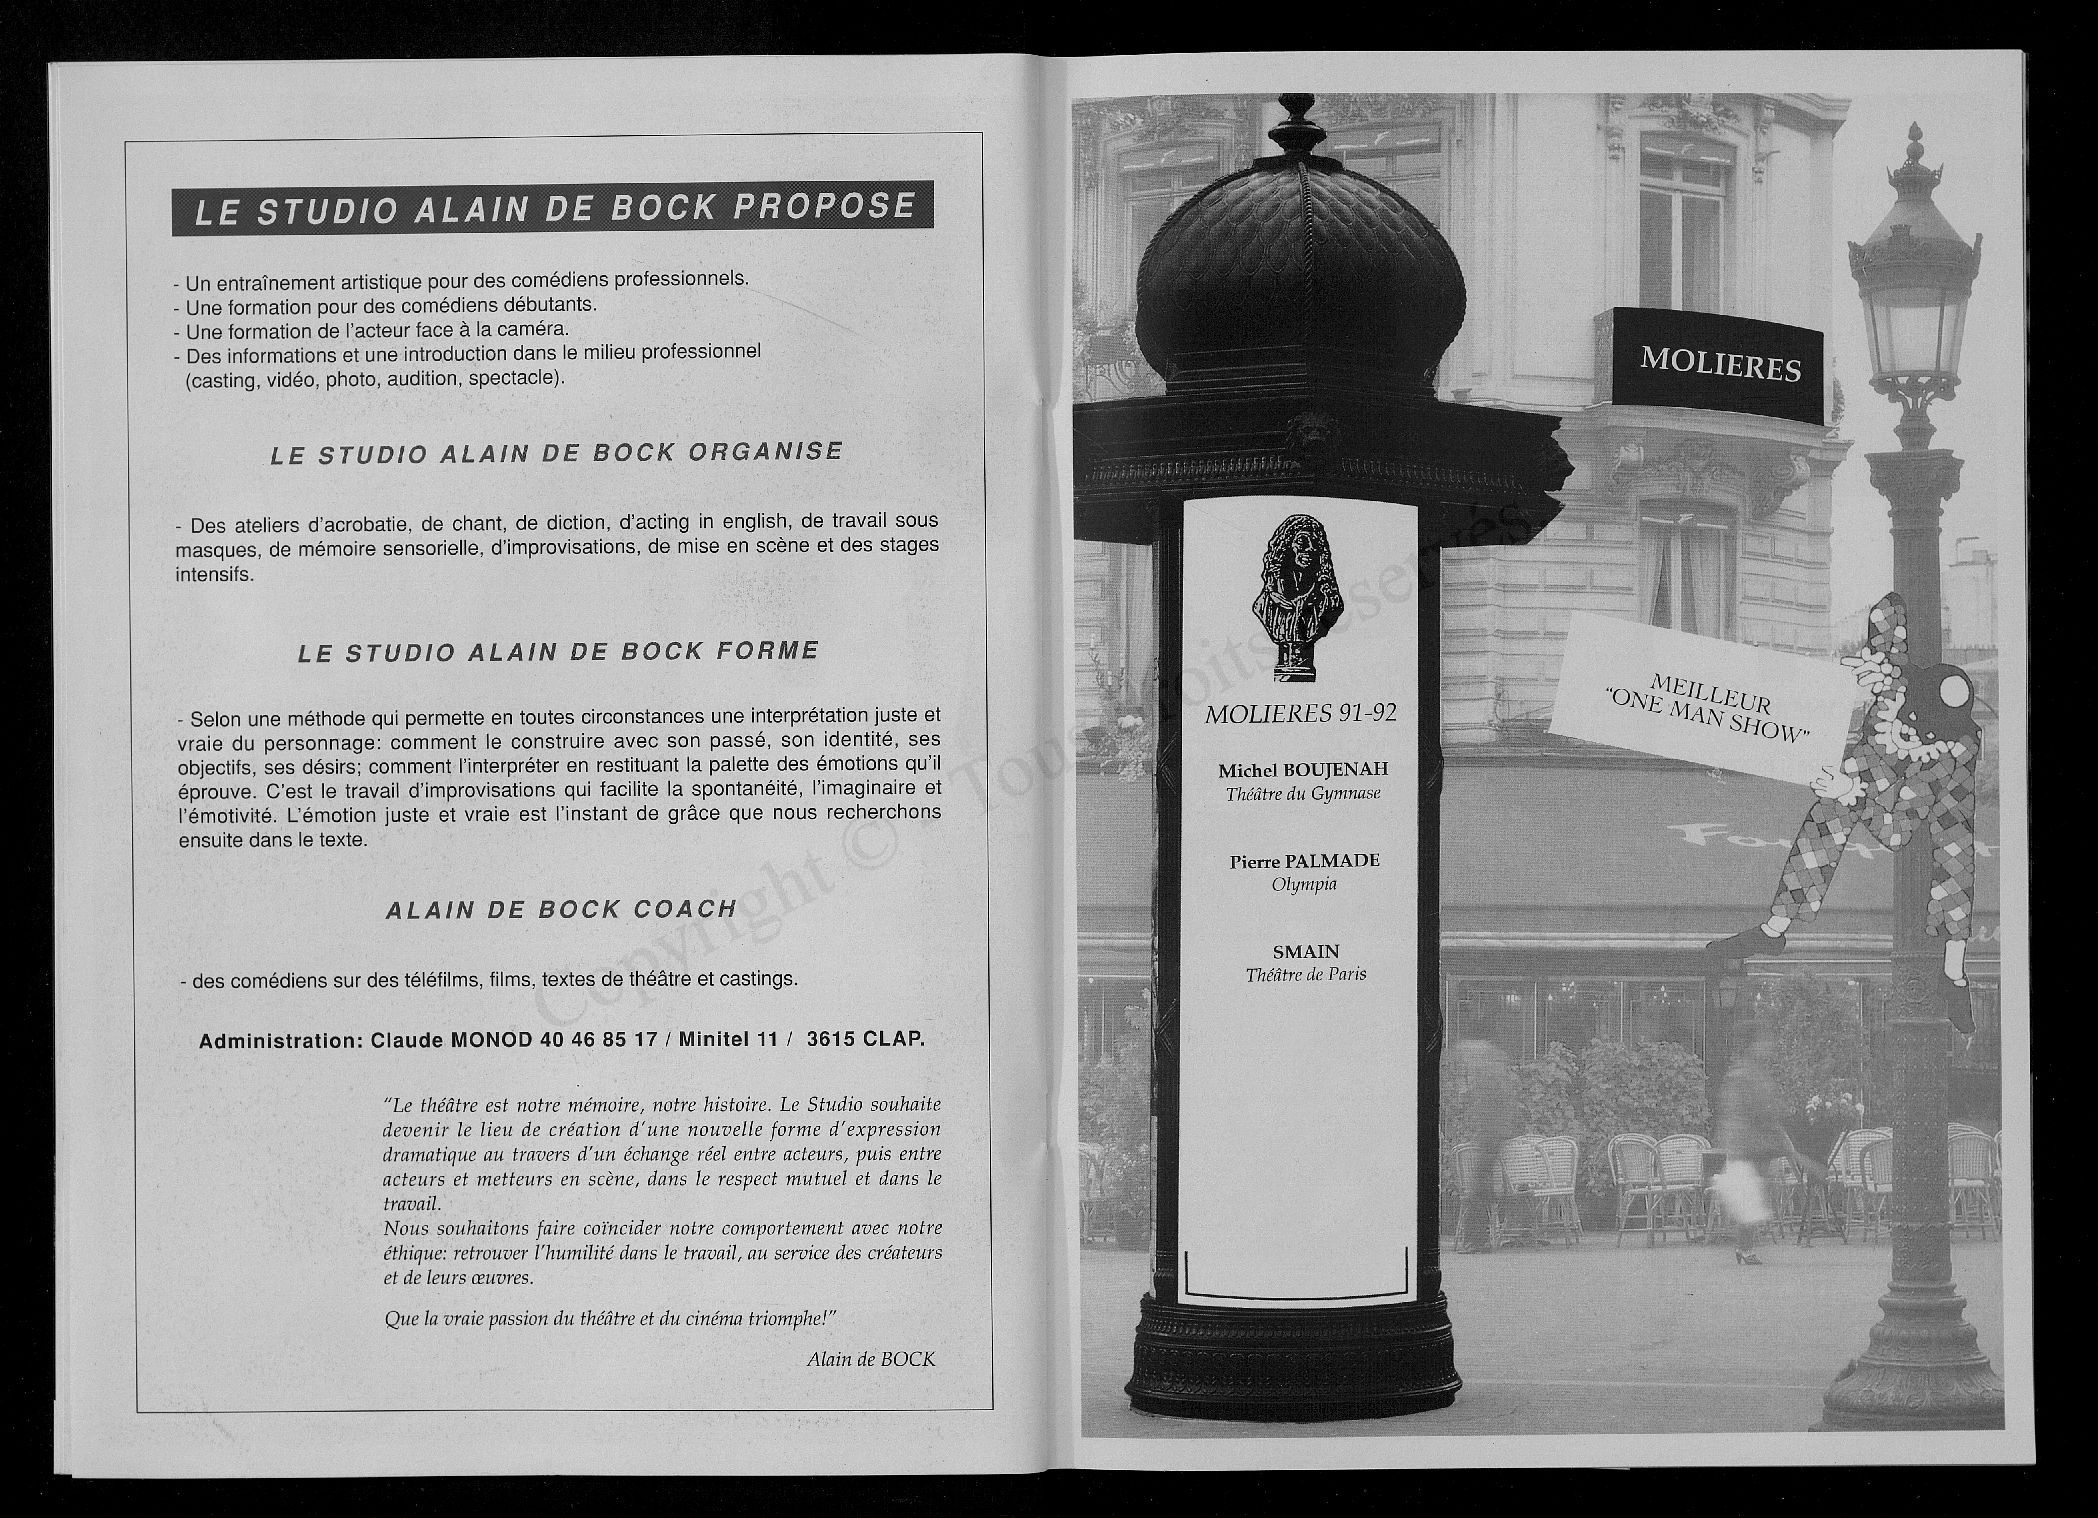 LE STUDIO ALAIN DE BOCK PROPOSE
- Un entraînement artistique pour des comédiens professionnels.
- Une formation pour des comédiens débutants.
- Une formation de l'acteur face à la caméra.
- Des informations et une introduction dans le milieu professionnel
(casting, vidéo, photo, audition, spectacle).
LE STUDIO ALAIN DE BOCK ORGANISE
- Des ateliers d'acrobatie, de chant, de diction, d'acting in english, de travail sous
masques, de mémoire sensorielle, d'improvisations, de mise en scène et des stages
intensifs.
LE STUDIO ALAIN DE BOCK FORME
- Selon une méthode qui permette en toutes circonstances une interprétation juste et
vraie du personnage: comment le construire avec son passé, son identité, ses
objectifs, ses désirs; comment l'interpréter en restituant la palette des émotions qu'il
éprouve. C'est le travail d'improvisations qui facilite la spontanéité, l'imaginaire et
l'émotivité. L'émotion juste et vraie est l'instant de grâce que nous recherchons
ensuite dans le texte.
ALAIN DE BOCK COACH
- des comédiens sur des téléfilms, films, textes de théâtre et castings.
Administration: Claude MONOD 40 46 85 17 / Minitel 11 / 3615 CLAP.
"Le théâtre est notre mémoire, notre histoire. Le Studio souhaite
devenir le lieu de création d'une nouvelle forme d'expression
dramatique au travers d'un échange réel entre acteurs, puis entre
acteurs et metteurs en scène, dans le respect mutuel et dans le
travail.
Nous souhaitons faire coïncider notre comportement avec notre
éthique: retrouver l'humilité dans le travail, au service des créateurs
et de leurs œuvres.
Que la vraie passion du théâtre et du cinéma triomphe!"
Alain de BOCK
MOLIERES
MEILLEUR
"ONE MAN SHOW"
MOLIERES 91-92
Michel BOUJENAH
Théâtre du Gymnase
Pierre PALMADE
Olympia
SMAIN
Théâtre de Paris
Copyright © Tous droits réservés